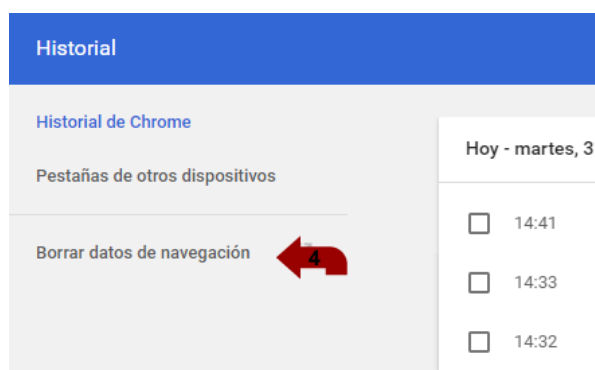 Historial
Historial de Chrome
Pestañas de otros dispositivos
Borrar datos de navegación
4
Hoy - martes, 3
14:41
14:33
14:32